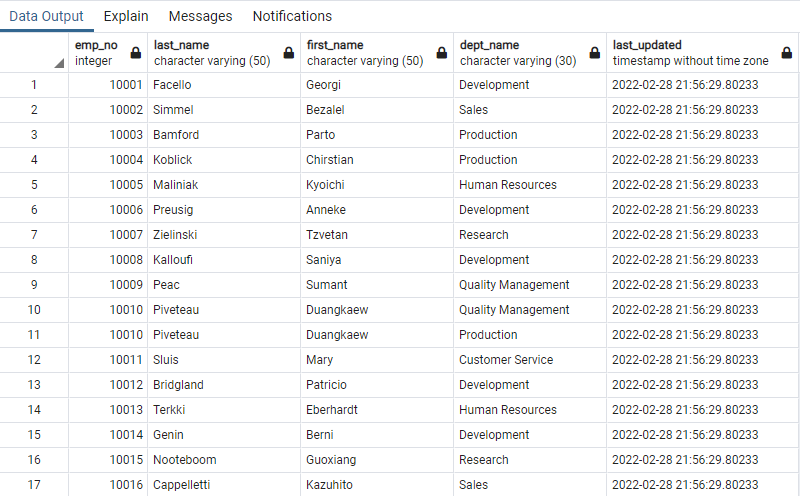 Data Output Explain Messages Notifications
emp_no last_name first_name dept_name last_updated
integer character varying (50) character varying (50) character varying (30) timestamp without time zone
1 10001 Facello Georgi Development 2022-02-28 21:56:29.80233
2 10002 Simmel Bezalel Sales 2022-02-28 21:56:29.80233
3 10003 Bamford Parto Production 2022-02-28 21:56:29.80233
4 10004 Koblick Chirstian Production 2022-02-28 21:56:29.80233
5 10005 Maliniak Kyoichi Human Resources 2022-02-28 21:56:29.80233
6 10006 Preusig Anneke Development 2022-02-28 21:56:29.80233
7 10007 Zielinski Tzvetan Research 2022-02-28 21:56:29.80233
8 10008 Kalloufi Saniya Development 2022-02-28 21:56:29.80233
9 10009 Peac Sumant Quality Management 2022-02-28 21:56:29.80233
10 10010 Piveteau Duangkaew Quality Management 2022-02-28 21:56:29.80233
11 10010 Piveteau Duangkaew Production 2022-02-28 21:56:29.80233
12 10011 Sluis Mary Customer Service 2022-02-28 21:56:29.80233
13 10012 Bridgland Patricio Development 2022-02-28 21:56:29.80233
14 10013 Terkki Eberhardt Human Resources 2022-02-28 21:56:29.80233
15 10014 Genin Berni Development 2022-02-28 21:56:29.80233
16 10015 Nooteboom Guoxiang Research 2022-02-28 21:56:29.80233
17 10016 Cappelletti Kazuhito Sales 2022-02-28 21:56:29.80233